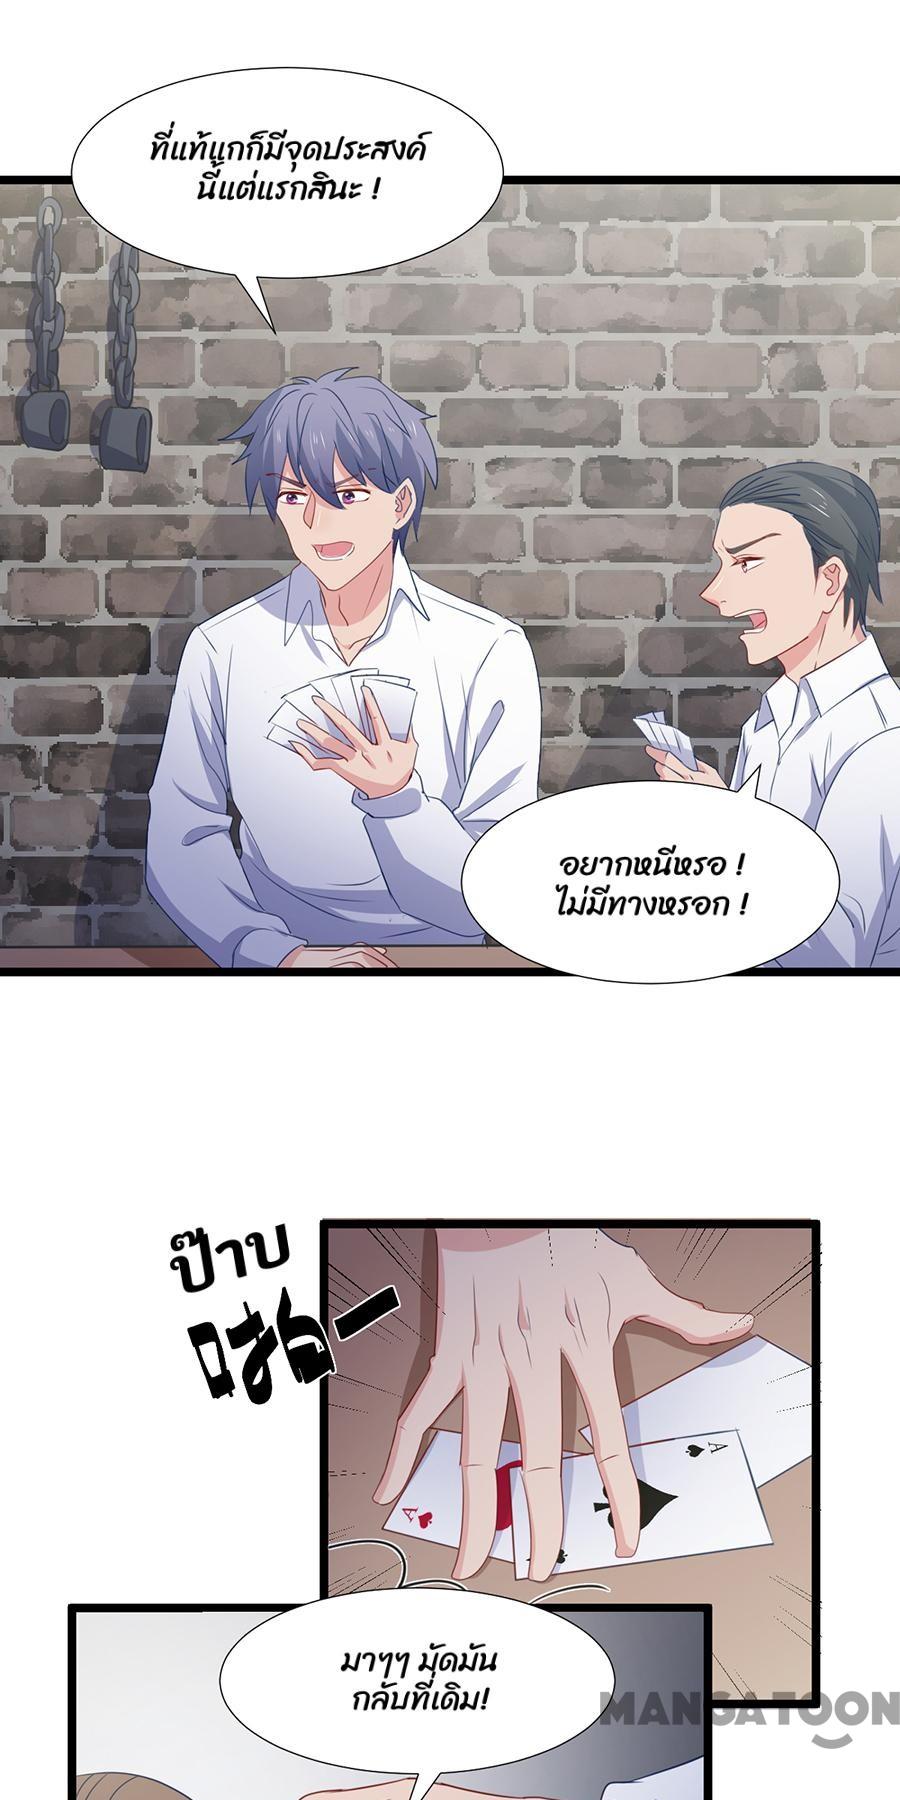 ที่แท้แกก็มีจุดประสงค์
นี้แต่แรกสินะ !
อยากหนีหรอ !
ไม่มีทางหรอก !
ป๊าบ
A
A
มาๆๆ มัดมัน
กลับที่เดิม!
MANGATOON